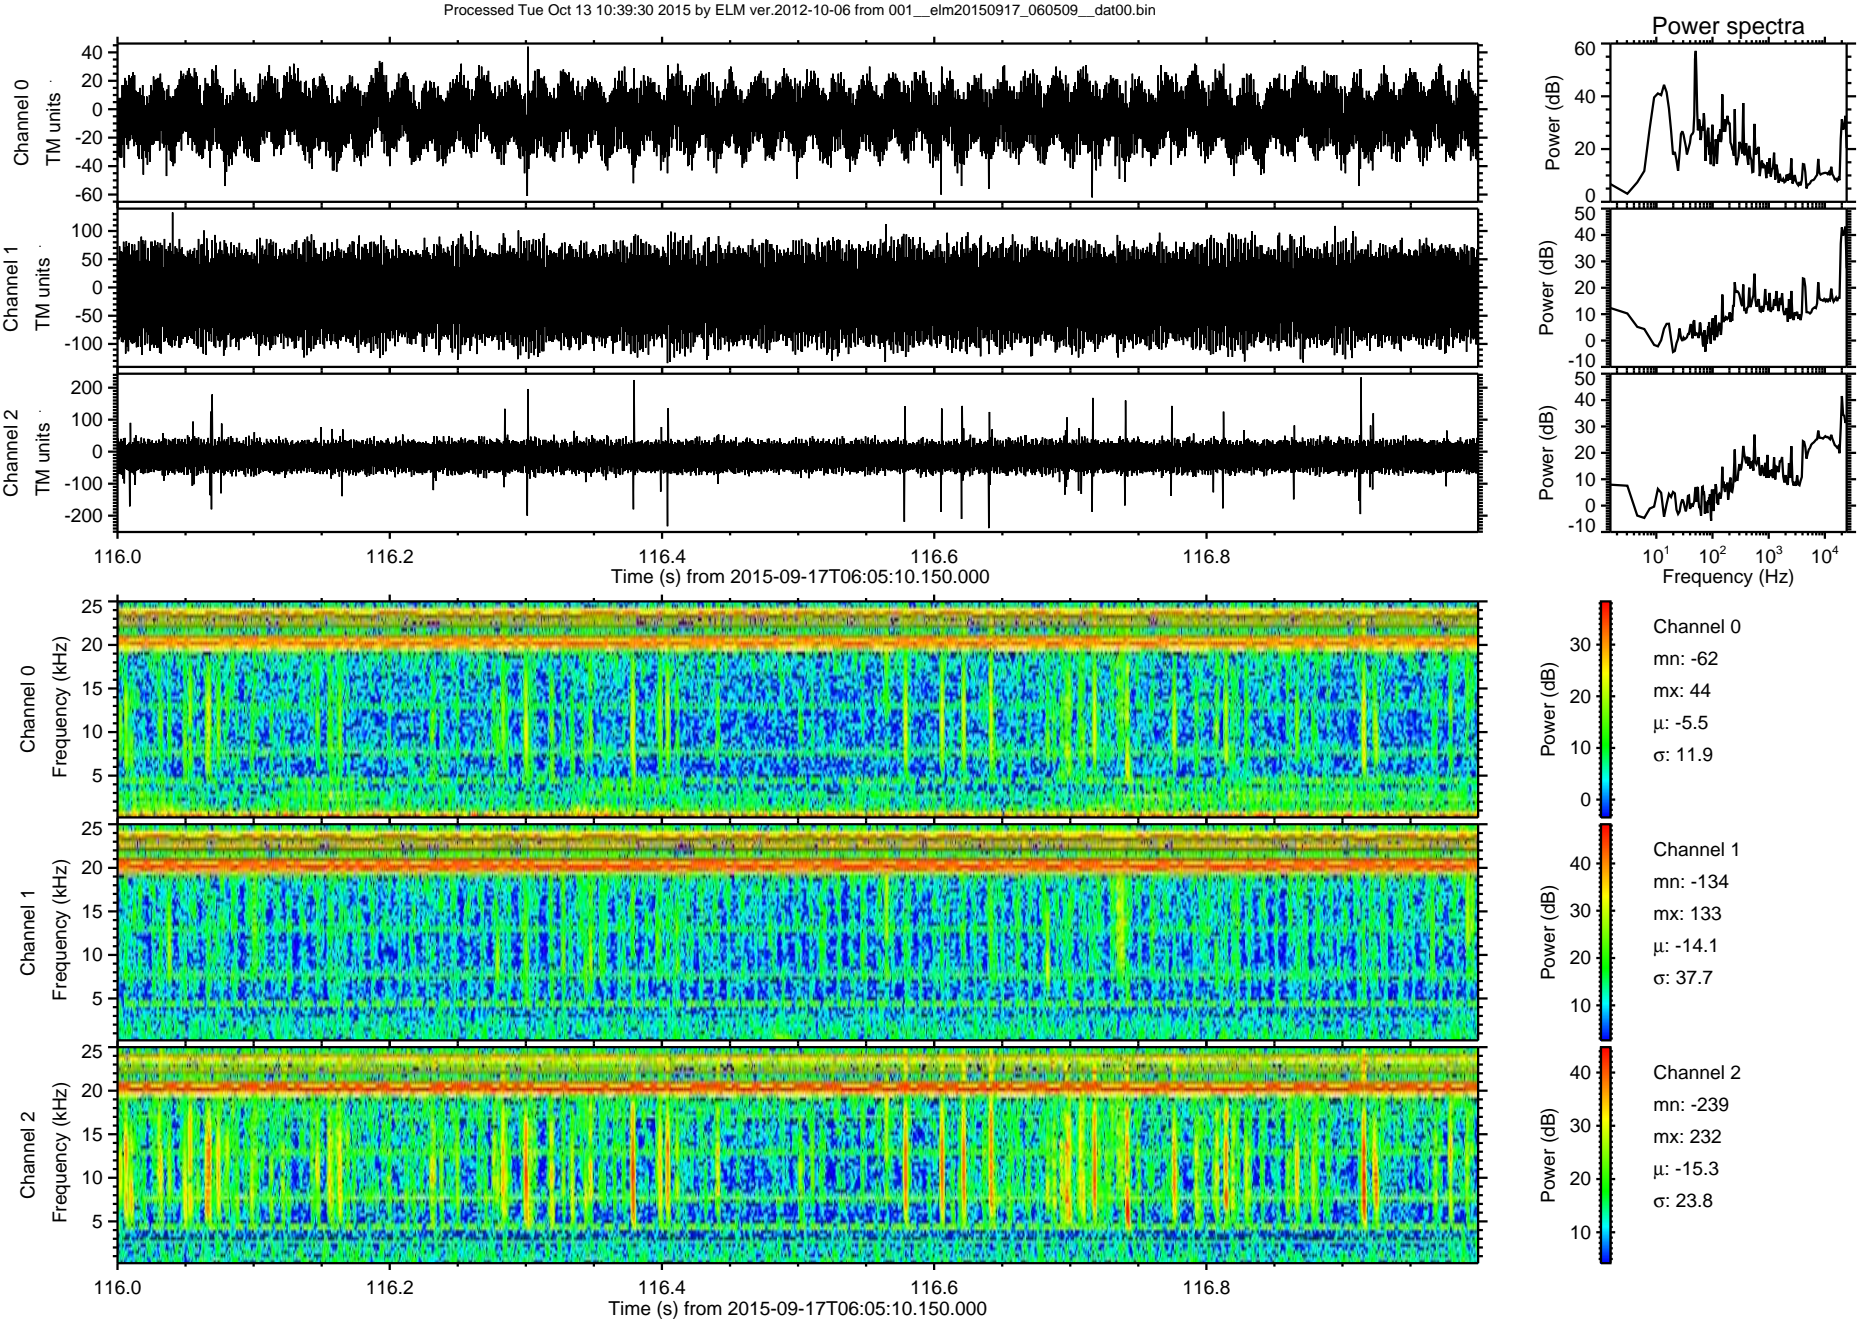 Processed Tue Oct 13 10:39:30 2015 by ELM ver.2012-10-06 from 001__elm20150917_060509__dat00.bin
Power spectra
Channel 0
TM units
40
20
0
-20
-40
-60
Power (dB)
60
40
20
0
Channel 1
TM units
100
50
0
-50
-100
Power (dB)
50
40
30
20
10
0
-10
Channel 2
TM units
200
100
0
-100
-200
Power (dB)
50
40
30
20
10
0
-10
116.0 116.2 116.4 116.6 116.8
Time (s) from 2015-09-17T06:05:10.150.000
10^1 10^2 10^3 10^4
Frequency (Hz)
Channel 0
Frequency (kHz)
25
20
15
10
5
Power (dB)
30
20
10
0
Channel 0
mn: -62
mx: 44
μ: -5.5
σ: 11.9
Channel 1
Frequency (kHz)
25
20
15
10
5
Power (dB)
40
30
20
10
Channel 1
mn: -134
mx: 133
μ: -14.1
σ: 37.7
Channel 2
Frequency (kHz)
25
20
15
10
5
Power (dB)
40
30
20
10
Channel 2
mn: -239
mx: 232
μ: -15.3
σ: 23.8
116.0 116.2 116.4 116.6 116.8
Time (s) from 2015-09-17T06:05:10.150.000